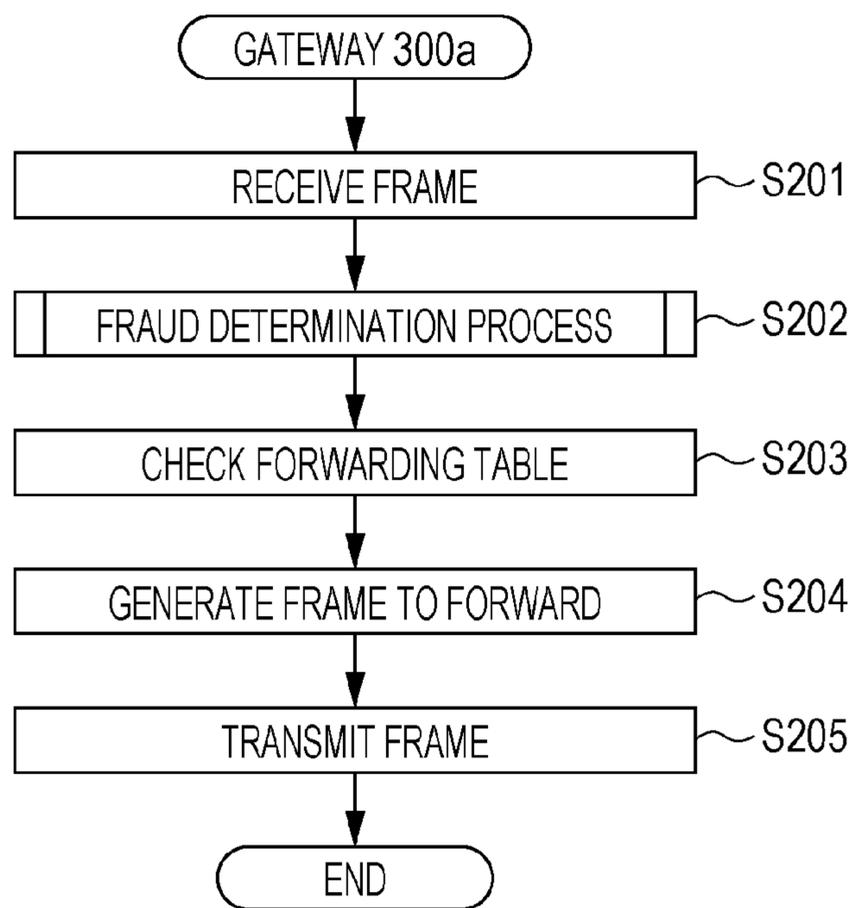 GATEWAY 300a
RECEIVE FRAME
S201
FRAUD DETERMINATION PROCESS
S202
CHECK FORWARDING TABLE
S203
GENERATE FRAME TO FORWARD
S204
TRANSMIT FRAME
S205
END